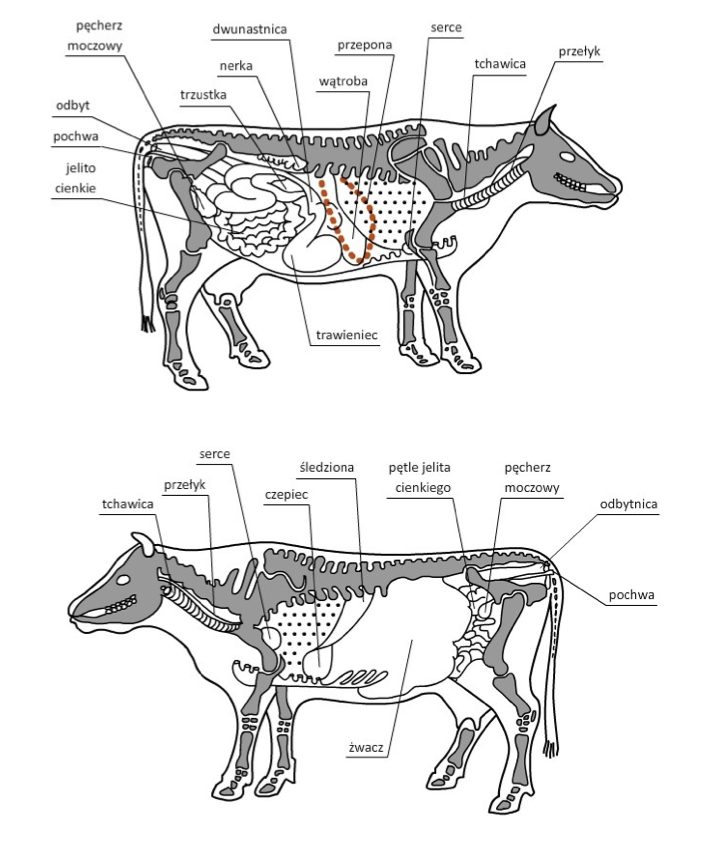 pęcherz
moczowy
dwunastnica
serce
przepona
przełyk
nerka
tchawica
wątroba
trzustka
odbyt
pochwa
jelito
cienkie
trawieniec
serce
śledziona
pętle jelita
cienkiego
pęcherz
moczowy
przełyk
czepiec
tchawica
odbytnica
pochwa
żwacz